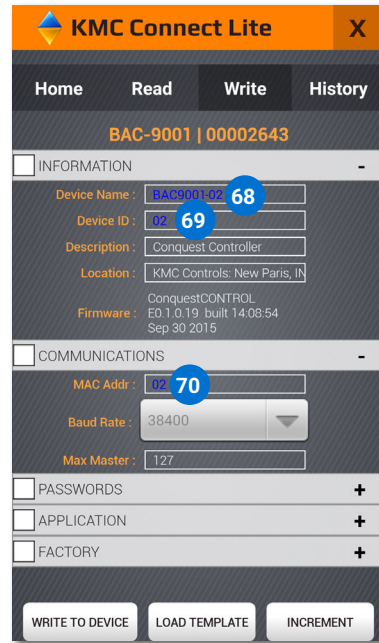 KMC Connect Lite X
Home Read Write History
BAC-9001 | 00002643
INFORMATION -
Device Name : BAC9001-02 68
Device ID : 02 69
Description : Conquest Controller
Location : KMC Controls: New Paris, IN
Firmware : ConquestCONTROL
E0.1.0.19 built 14:08:54
Sep 30 2015
COMMUNICATIONS -
MAC Addr : 02 70
Baud Rate : 38400
Max Master : 127
PASSWORDS +
APPLICATION +
FACTORY +
WRITE TO DEVICE LOAD TEMPLATE INCREMENT